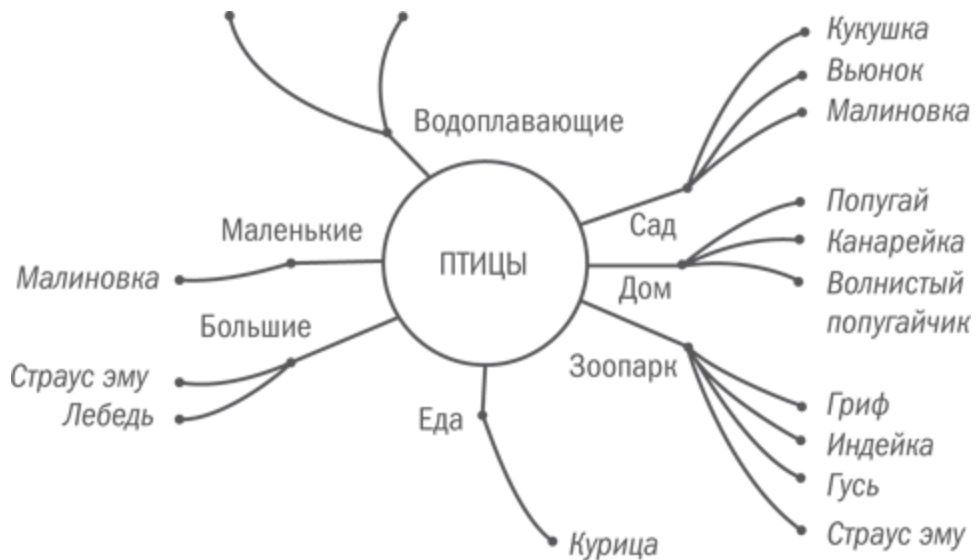 Кукушка
Вьюнок
Малиновка
Водоплавающие
Попугай
Сад
Маленькие
Канарейка
ПТИЦЫ
Малиновка
Дом
Волнистый
попугайчик
Большие
Зоопарк
Страус эму
Гриф
Лебедь
Еда
Индейка
Гусь
Страус эму
Курица